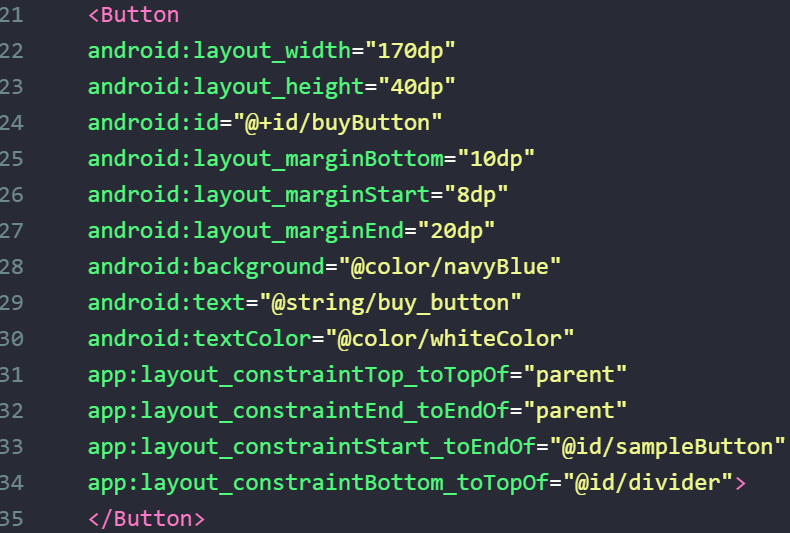 21 <Button
22 android:layout_width="170dp"
23 android:layout_height="40dp"
24 android:id="@+id/buyButton"
25 android:layout_marginBottom="10dp"
26 android:layout_marginStart="8dp"
27 android:layout_marginEnd="20dp"
28 android:background="@color/navyBlue"
29 android:text="@string/buy_button"
30 android:textColor="@color/whiteColor"
31 app:layout_constraintTop_toTopOf="parent"
32 app:layout_constraintEnd_toEndOf="parent"
33 app:layout_constraintStart_toEndOf="@id/sampleButton"
34 app:layout_constraintBottom_toTopOf="@id/divider">
35 </Button>